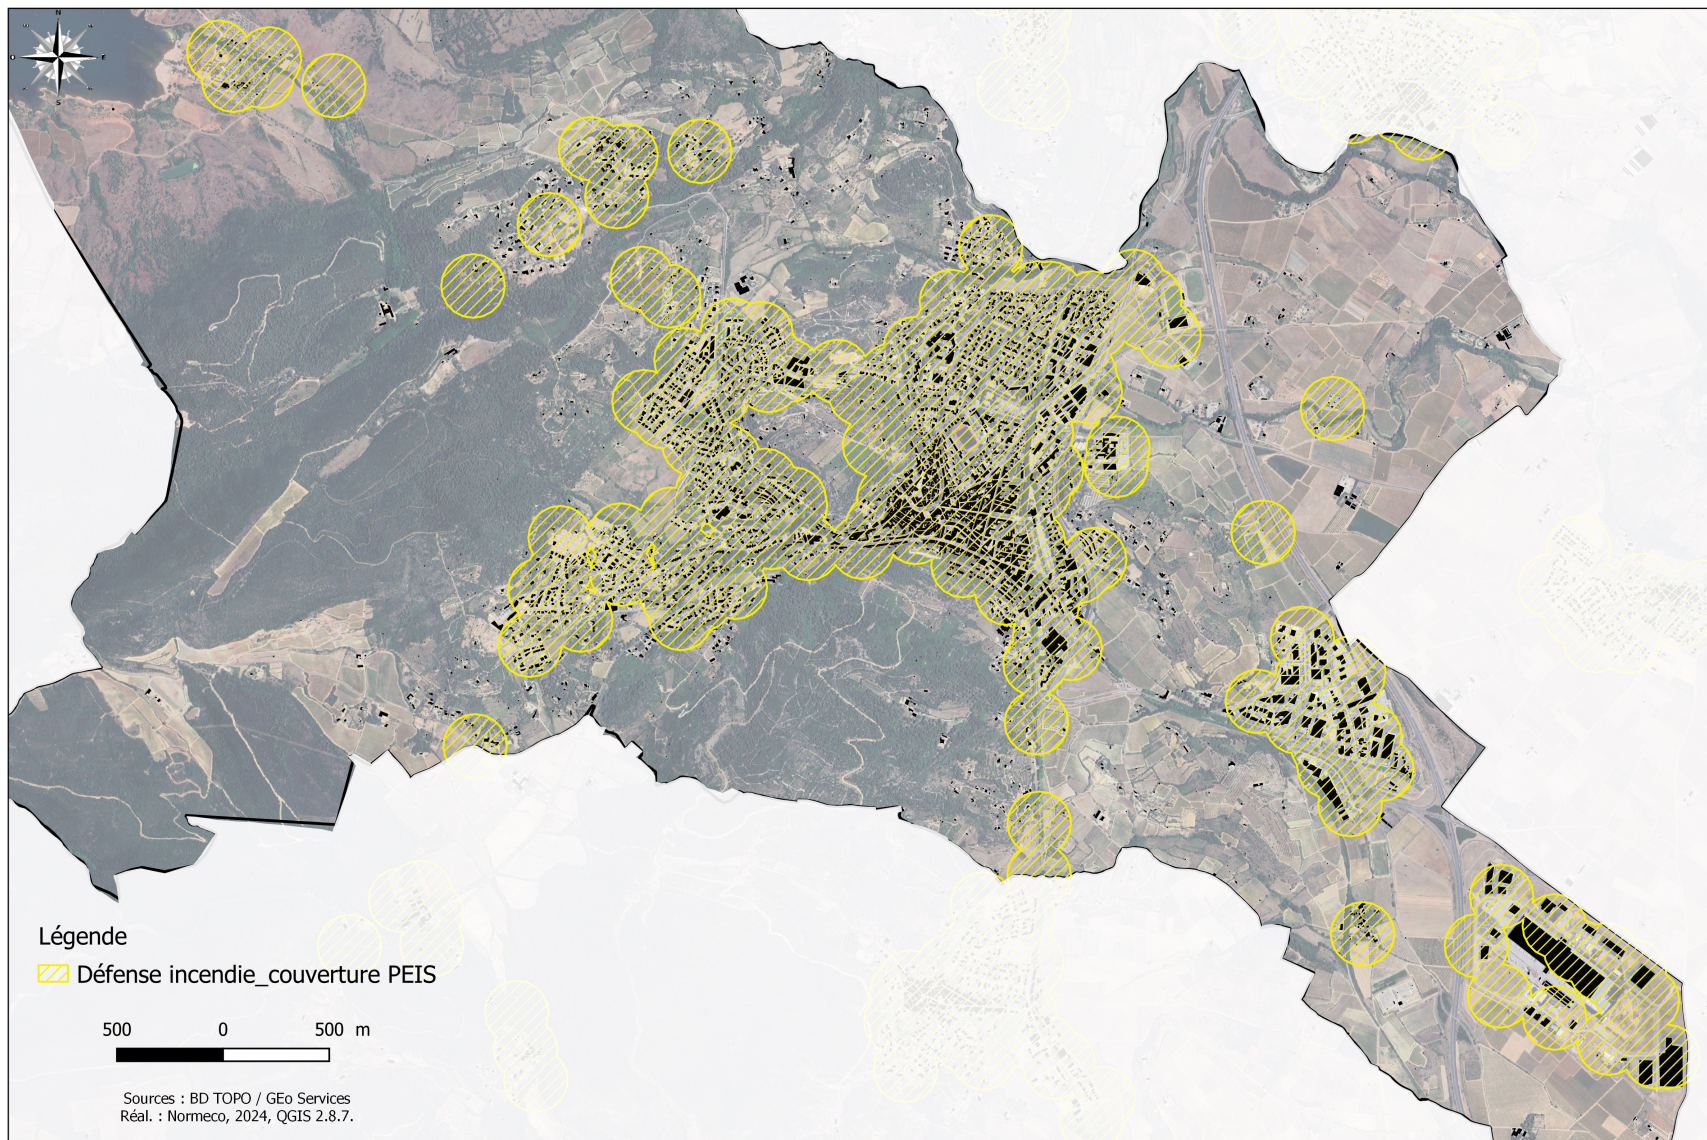 N
O
E
S
Légende
Défense incendie_couverture PEIS
500 0 500 m
Sources : BD TOPO / GEo Services
Réal. : Normeco, 2024, QGIS 2.8.7.